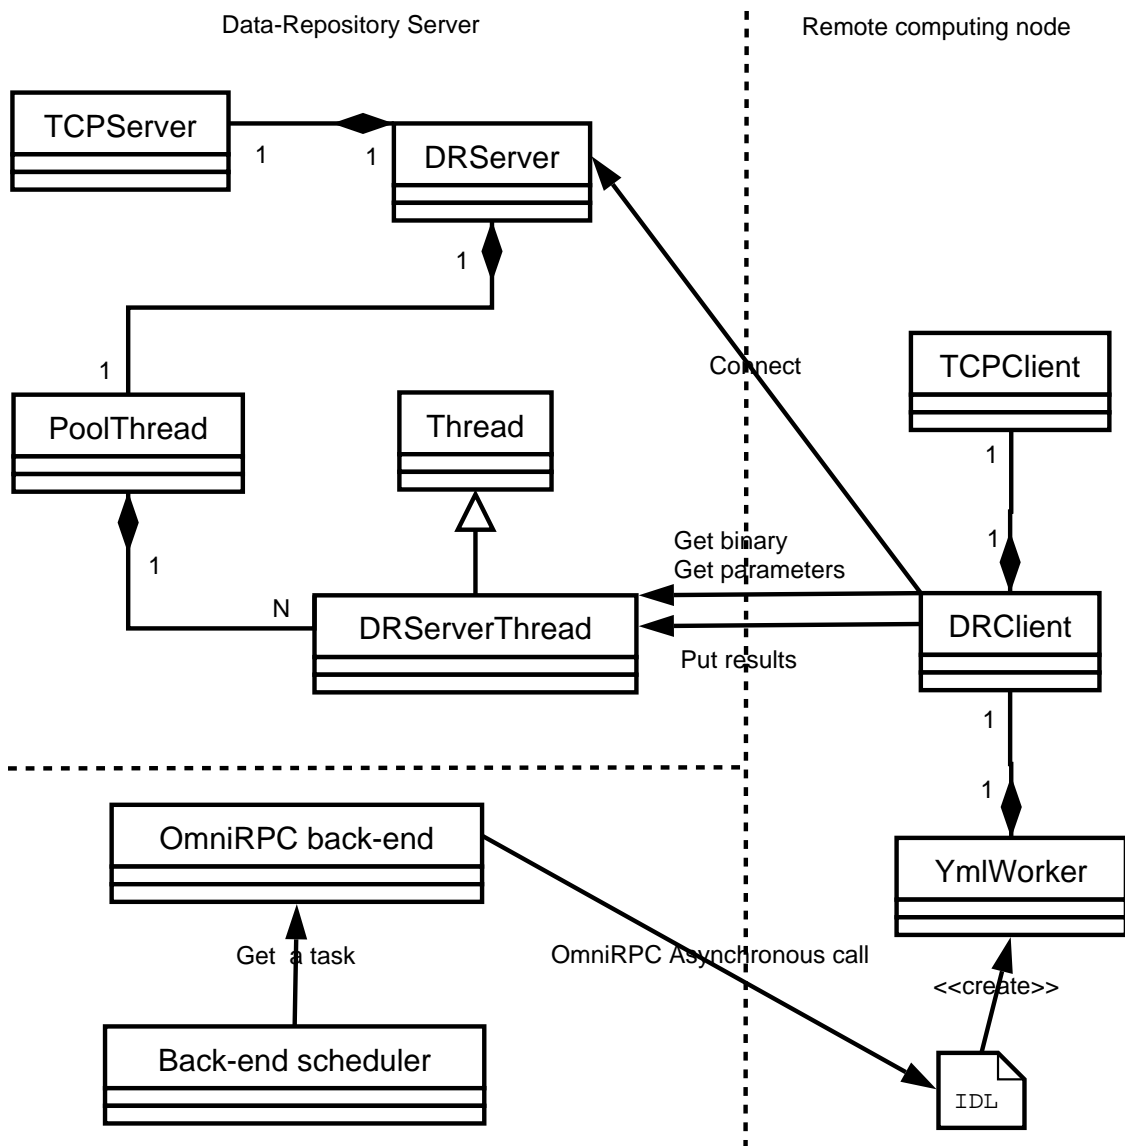 Data-Repository Server
Remote computing node
TCPServer
1
1
DRServer
1
1
PoolThread
Thread
Connect
TCPClient
1
1
1
N
Get binary
Get parameters
DRServerThread
Put results
DRClient
1
1
OmniRPC back-end
YmlWorker
Get a task
OmniRPC Asynchronous call
<<create>>
Back-end scheduler
IDL